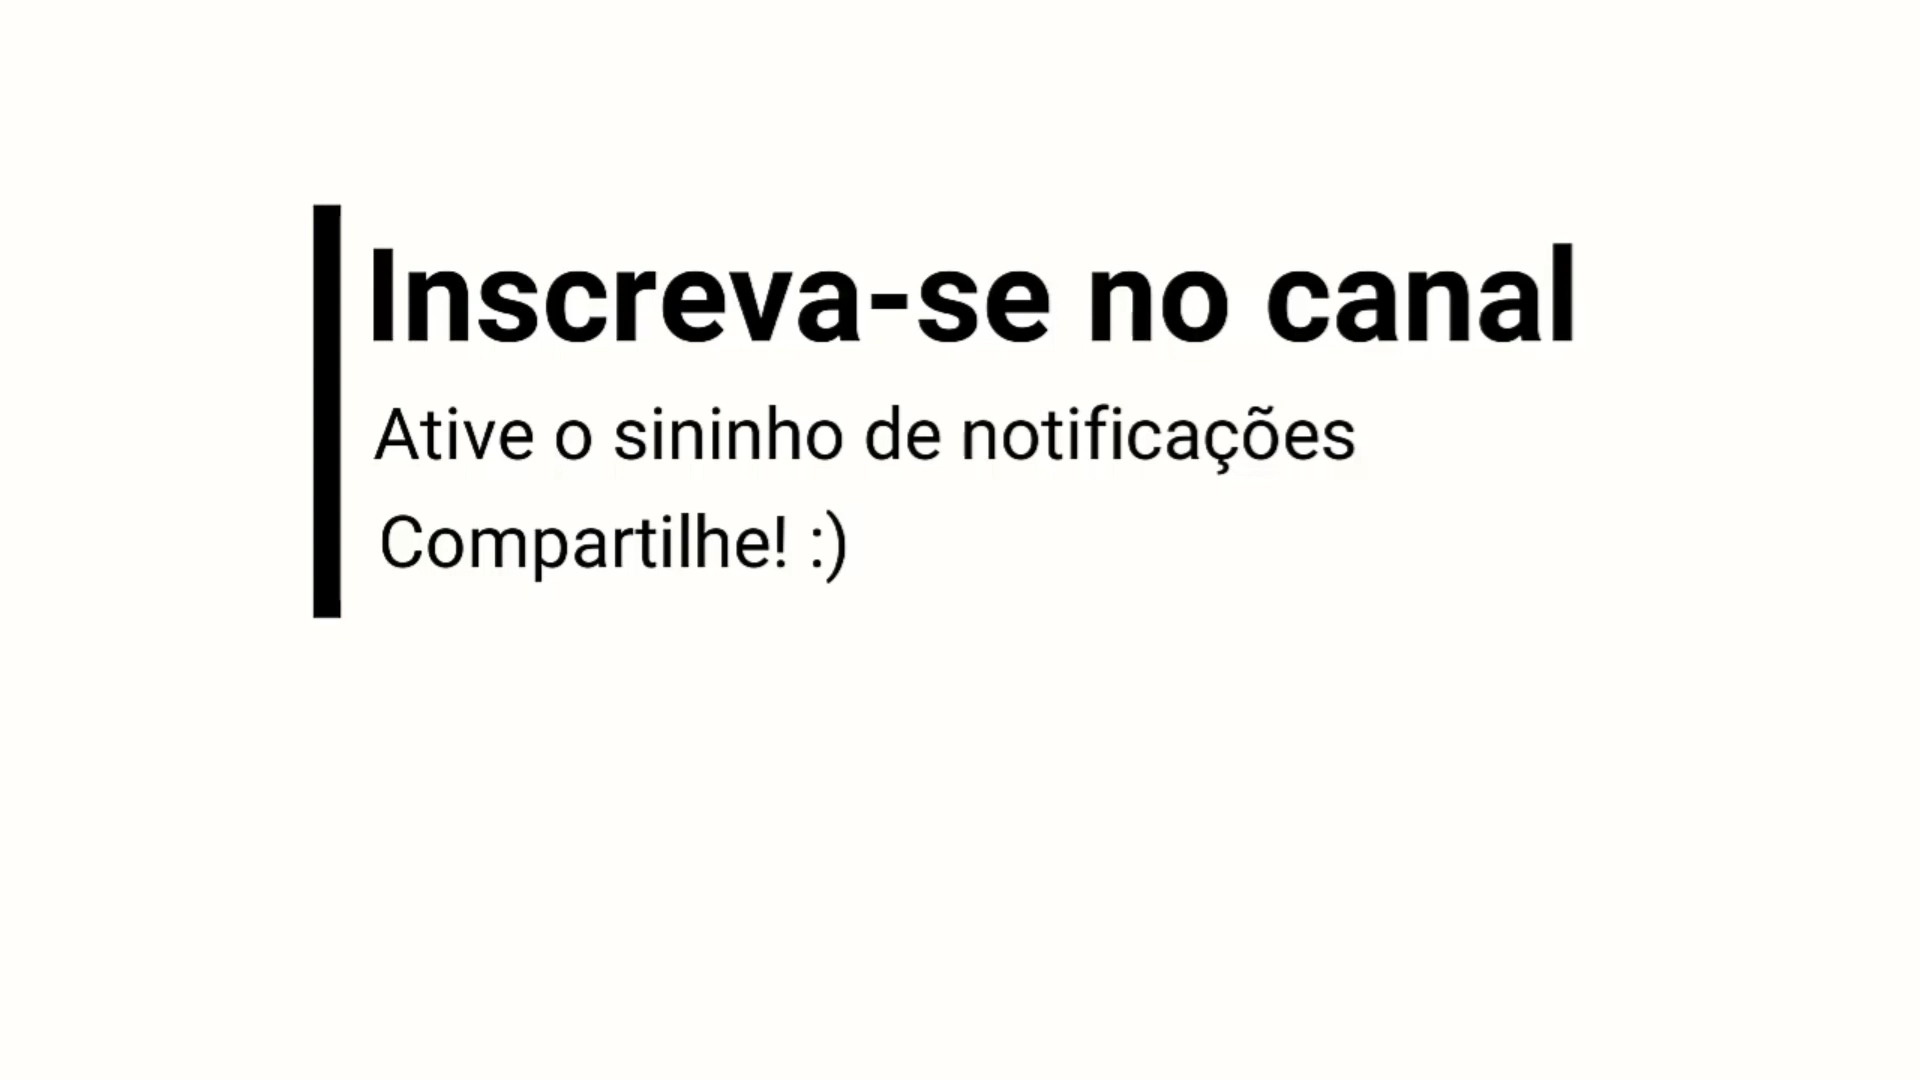 Inscreva-se no canal
Ative o sininho de notificações
Compartilhe! :)